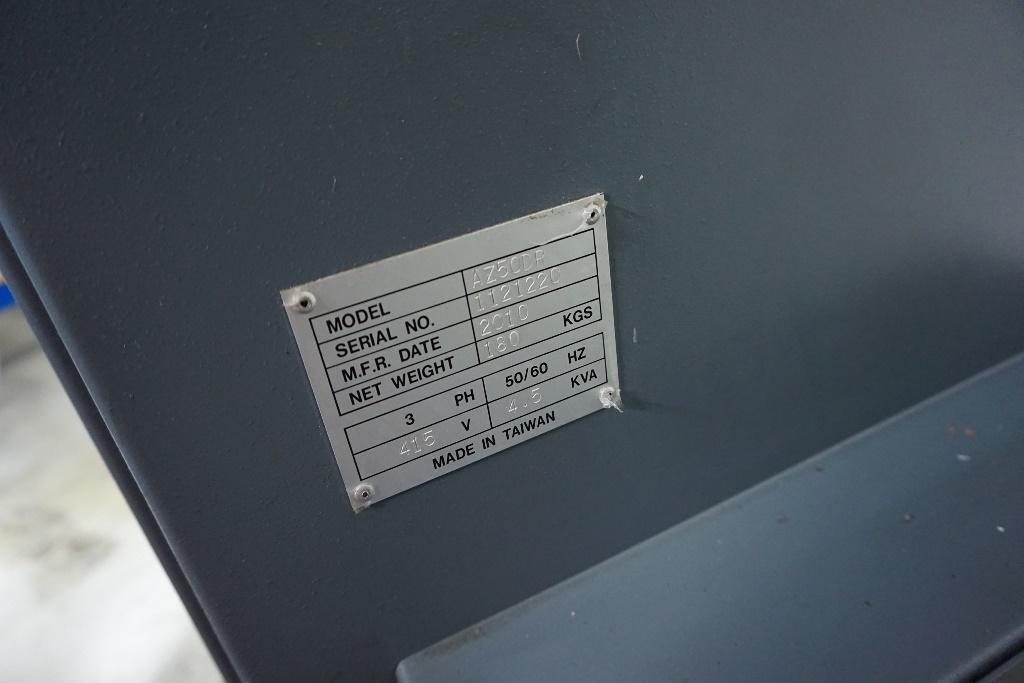 MODEL AZ50DR
SERIAL NO. 1121220
M.F.R. DATE 2010
NET WEIGHT 180 KGS
3 PH 50/60 HZ
415 V 4.5 KVA
MADE IN TAIWAN